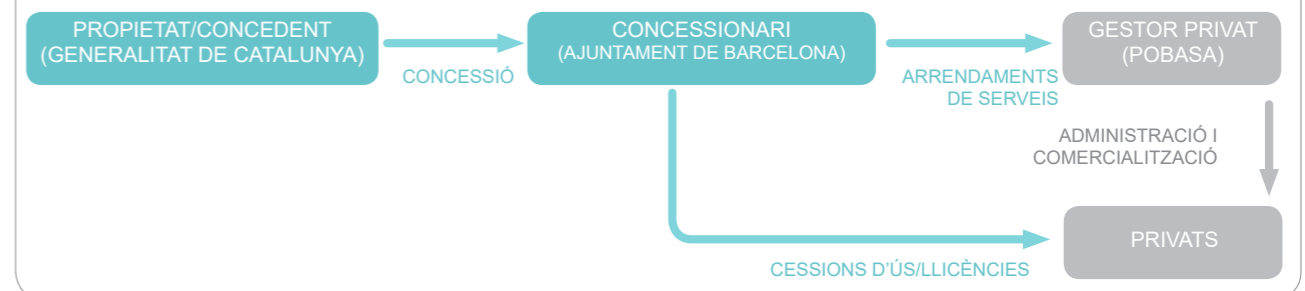 PROPIETAT/CONCEDENT
(GENERALITAT DE CATALUNYA)
CONCESSIÓ
CONCESSIONARI
(AJUNTAMENT DE BARCELONA)
ARRENDAMENTS
DE SERVEIS
GESTOR PRIVAT
(POBASA)
ADMINISTRACIÓ I
COMERCIALITZACIÓ
PRIVATS
CESSIONS D'ÚS/LLICÈNCIES